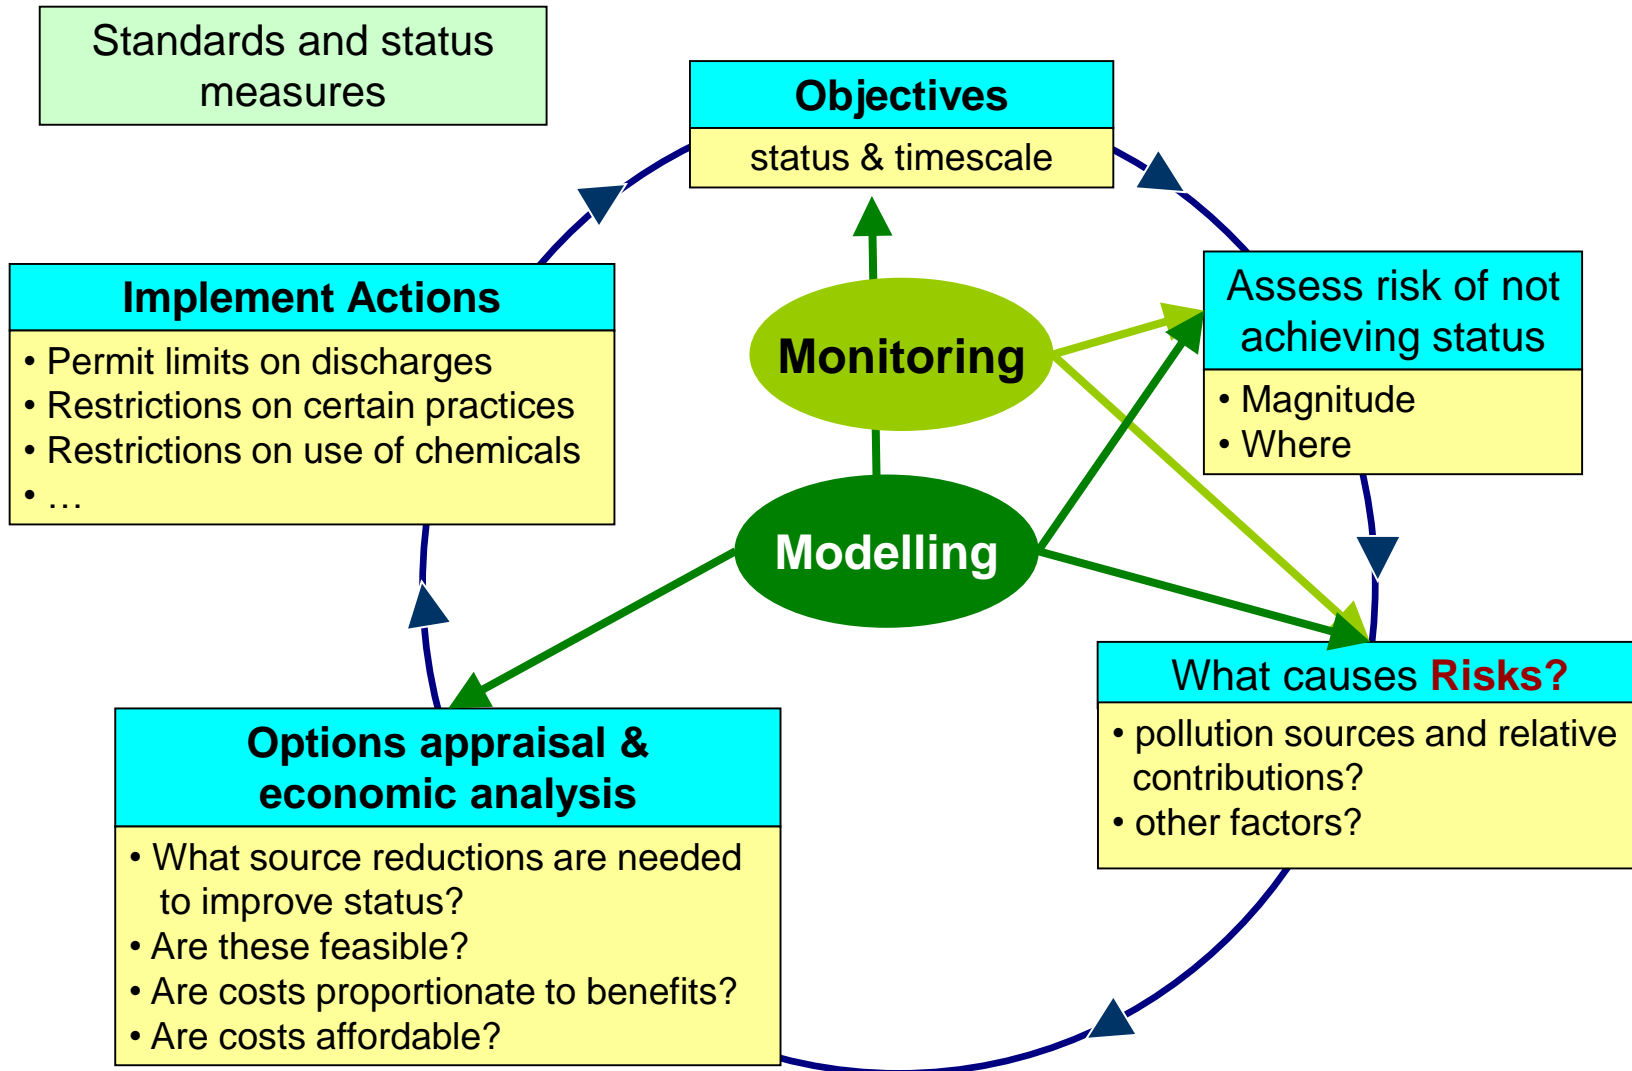 Standards and status
measures
Objectives
status & timescale
Implement Actions
• Permit limits on discharges
• Restrictions on certain practices
• Restrictions on use of chemicals
• …
Monitoring
Assess risk of not
achieving status
• Magnitude
• Where
Modelling
What causes Risks?
• pollution sources and relative
contributions?
• other factors?
Options appraisal &
economic analysis
• What source reductions are needed
to improve status?
• Are these feasible?
• Are costs proportionate to benefits?
• Are costs affordable?